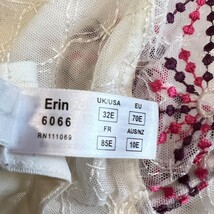 Erin
6066
RN111069
UK/USA EU
32E 70E
FR AUS/NZ
85E 10E